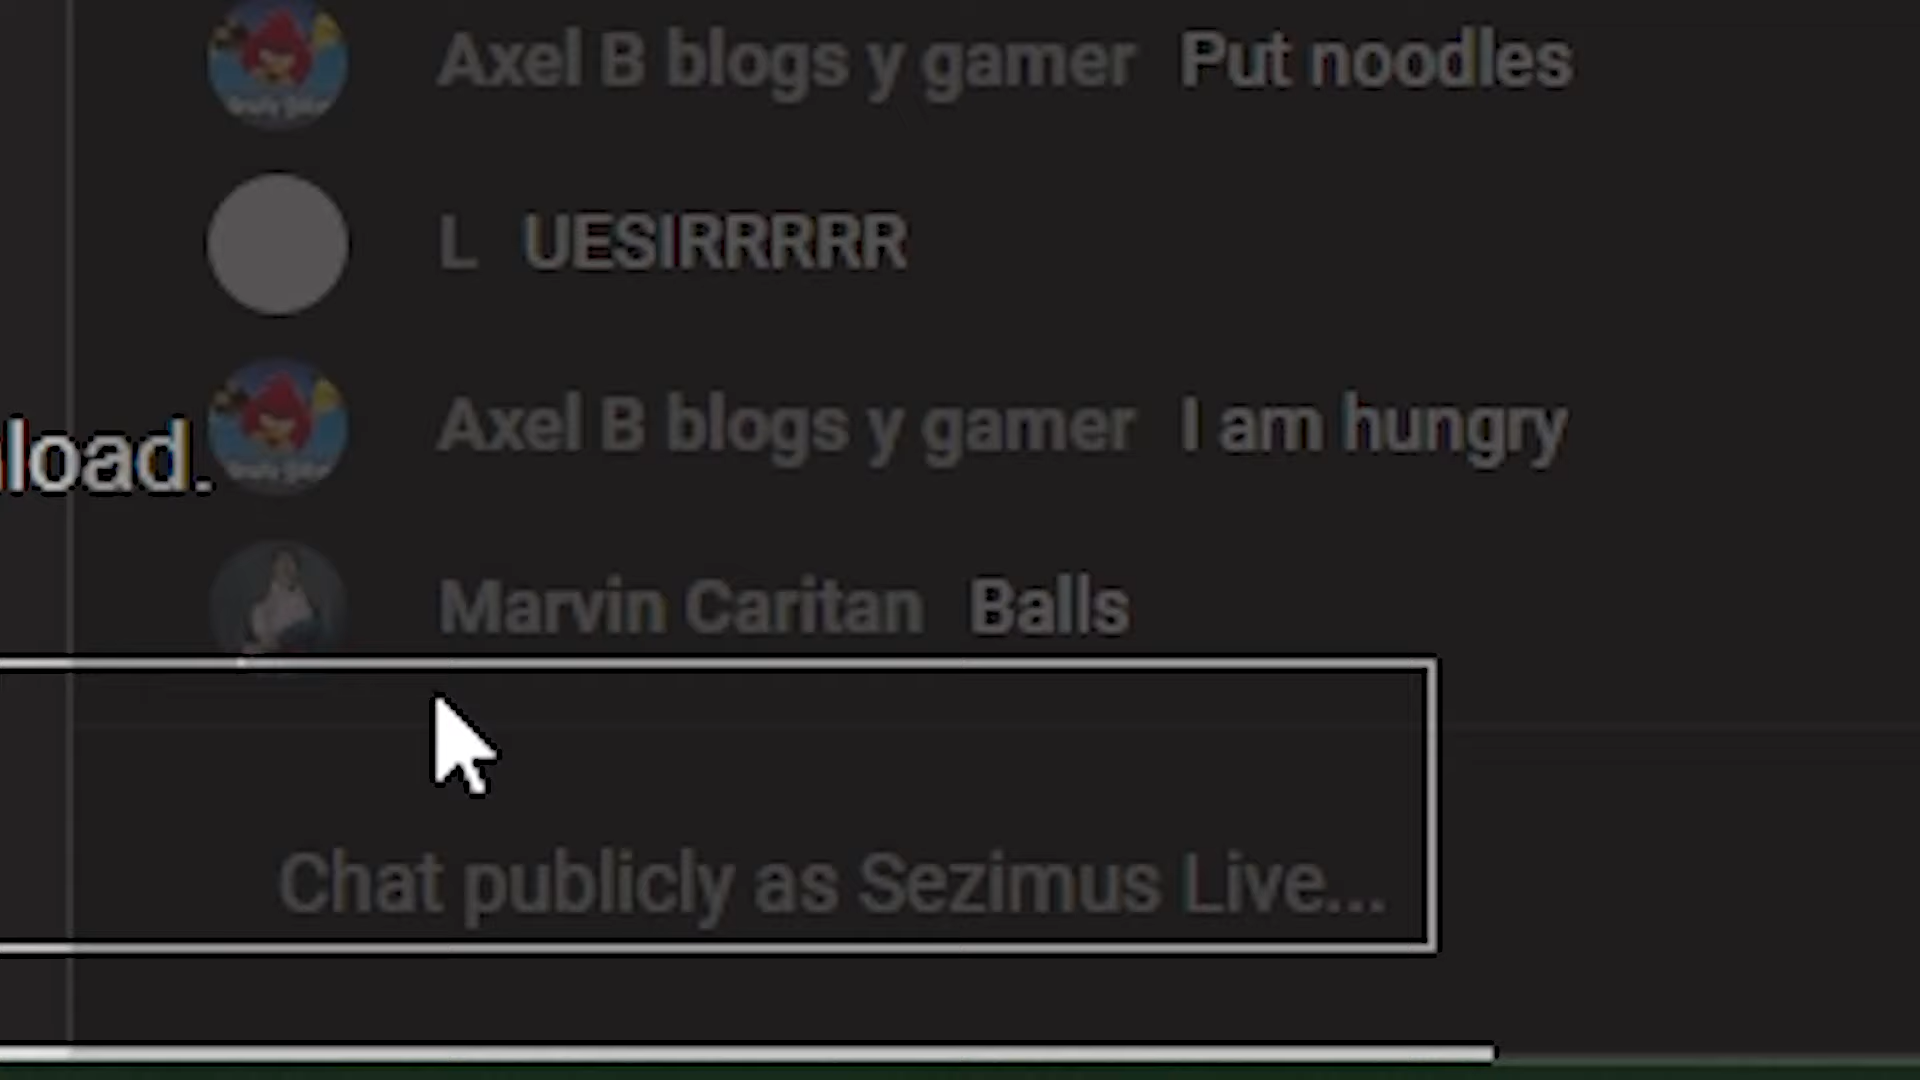 Axel B blogs y gamer Put noodles
L UESIRRRRR
Axel B blogs y gamer I am hungry
load.
Marvin Caritan Balls
Chat publicly as Sezimus Live...